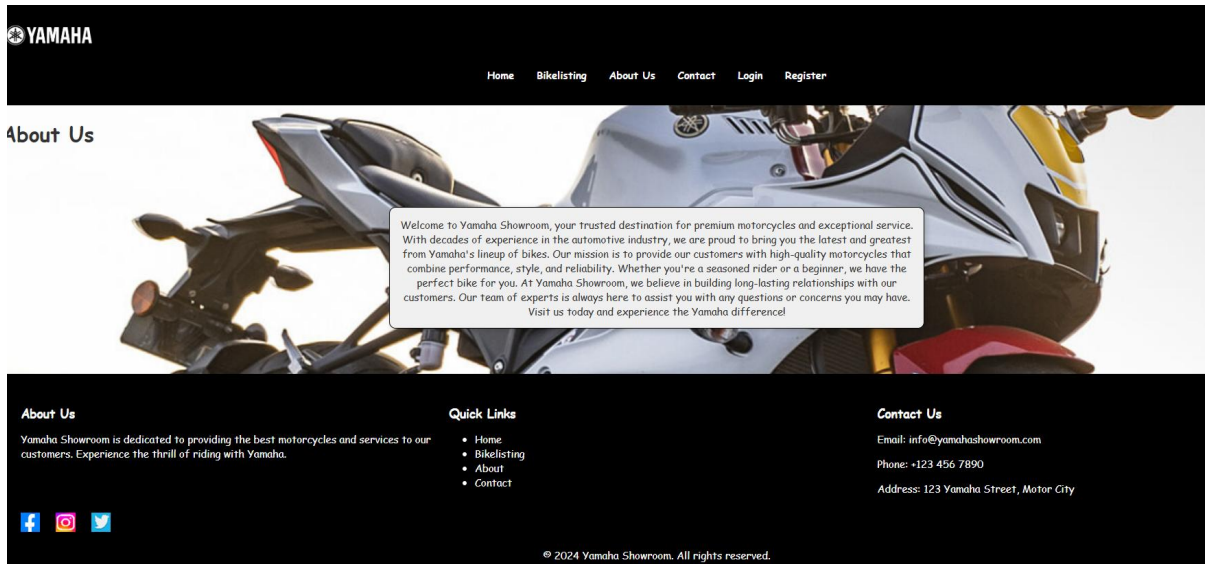 YAMAHA
Home Bikelisting About Us Contact Login Register
About Us
Welcome to Yamaha Showroom, your trusted destination for premium motorcycles and exceptional service.
With decades of experience in the automotive industry, we are proud to bring you the latest and greatest
from Yamaha's lineup of bikes. Our mission is to provide our customers with high-quality motorcycles that
combine performance, style, and reliability. Whether you're a seasoned rider or a beginner, we have the
perfect bike for you. At Yamaha Showroom, we believe in building long-lasting relationships with our
customers. Our team of experts is always here to assist you with any questions or concerns you may have.
Visit us today and experience the Yamaha difference!
About Us
Yamaha Showroom is dedicated to providing the best motorcycles and services to our
customers. Experience the thrill of riding with Yamaha.
Quick Links
• Home
• Bikelisting
• About
• Contact
Contact Us
Email: info@yamahashowroom.com
Phone: +123 456 7890
Address: 123 Yamaha Street, Motor City
© 2024 Yamaha Showroom. All rights reserved.